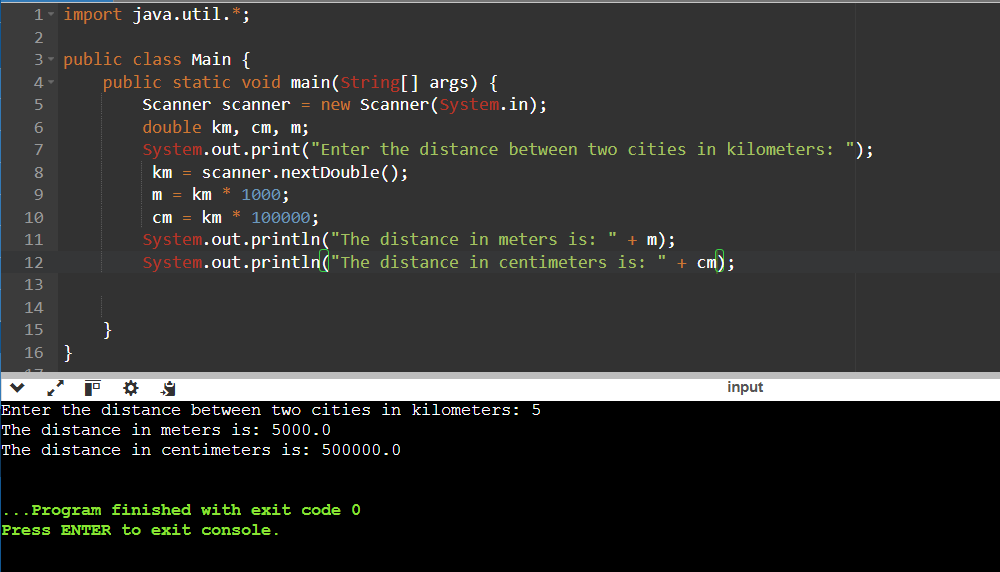 1 import java.util.*;
2
3 public class Main {
4     public static void main(String[] args) {
5         Scanner scanner = new Scanner(System.in);
6         double km, cm, m;
7         System.out.print("Enter the distance between two cities in kilometers: ");
8          km = scanner.nextDouble();
9          m = km * 1000;
10          cm = km * 100000;
11         System.out.println("The distance in meters is: " + m);
12         System.out.println("The distance in centimeters is: " + cm);
13
14
15     }
16 }
17
input
Enter the distance between two cities in kilometers: 5
The distance in meters is: 5000.0
The distance in centimeters is: 500000.0
...Program finished with exit code 0
Press ENTER to exit console.